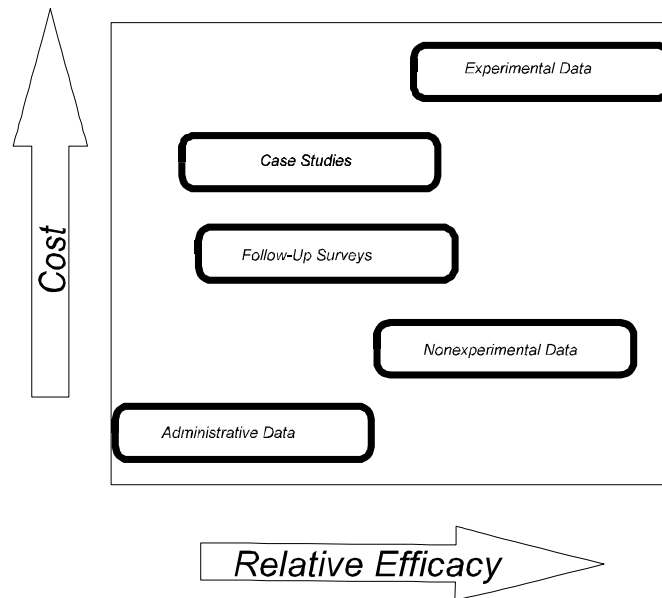 Experimental Data
Case Studies
Follow-Up Surveys
Cost
Nonexperimental Data
Administrative Data
Relative Efficacy